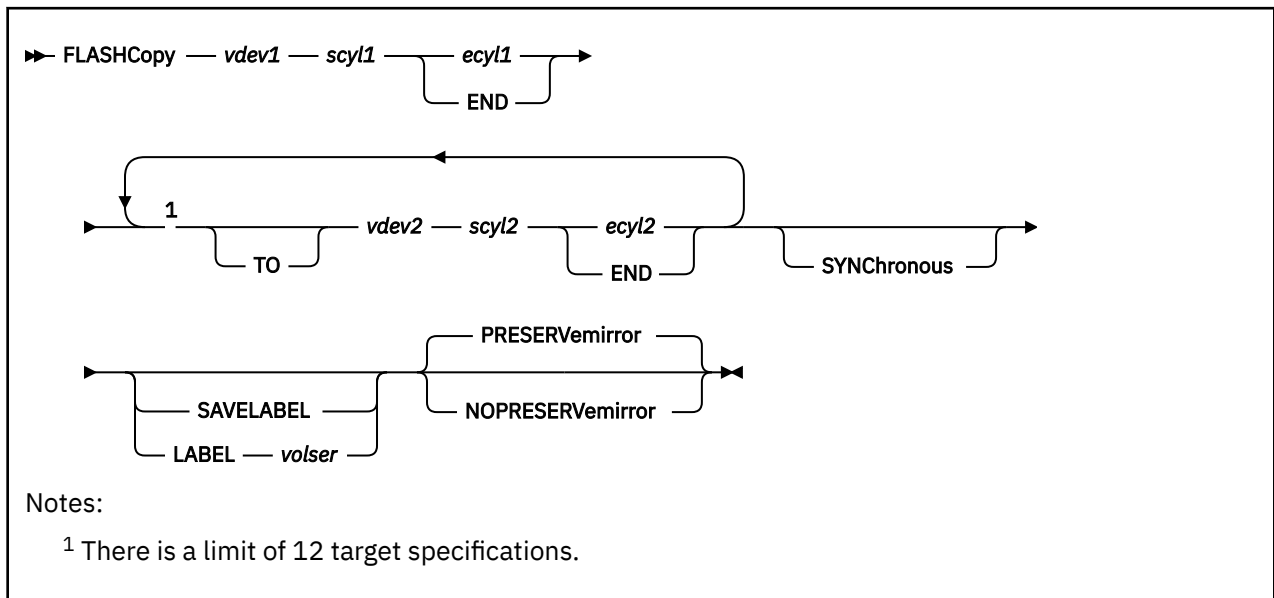 FLASHCopy vdev1 scyl1 ecyl1
END
1
TO vdev2 scyl2 ecyl2
END
SYNChronous
PRESERVemirror
SAVELABEL
NOPRESERVemirror
LABEL volser
Notes:
1 There is a limit of 12 target specifications.